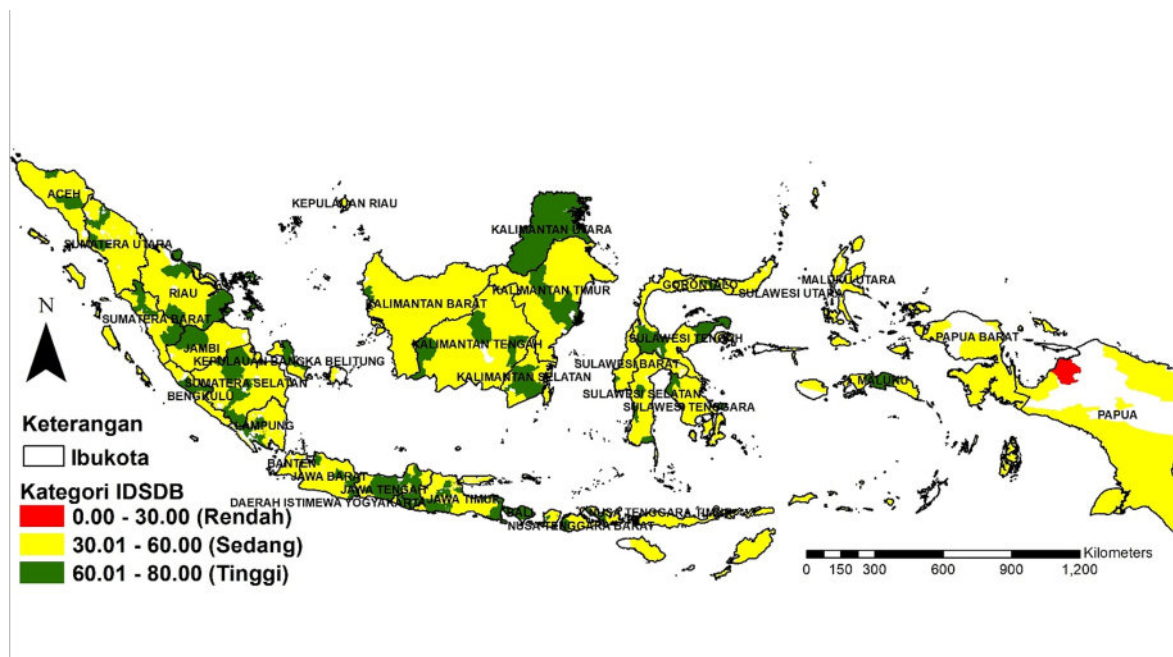 ACEH
KEPULAUAN RIAU
SUMATERA UTARA
KALIMANTAN UTARA
RIAU
KALIMANTAN BARAT
KALIMANTAN TIMUR
GORONTALO
SULAWESI UTARA
MALUKU UTARA
SUMATERA BARAT
KALIMANTAN TENGAH
SULAWESI TENGAH
PAPUA BARAT
JAMBI
KEPULAUAN BANGKA BELITUNG
SULAWESI BARAT
SUMATERA SELATAN
KALIMANTAN SELATAN
MALUKU
BENGKULU
SULAWESI SELATAN
SULAWESI TENGGARA
PAPUA
LAMPUNG
BANTEN
JAWA BARAT
JAWA TENGAH
DAERAH ISTIMEWA YOGYAKARTA
JAWA TIMUR
BALI
NUSA TENGGARA BARAT
NUSA TENGGARA TIMUR
N
Keterangan
Ibukota
Kategori IDSDB
0.00 - 30.00 (Rendah)
30.01 - 60.00 (Sedang)
60.01 - 80.00 (Tinggi)
Kilometers
0 150 300 600 900 1,200